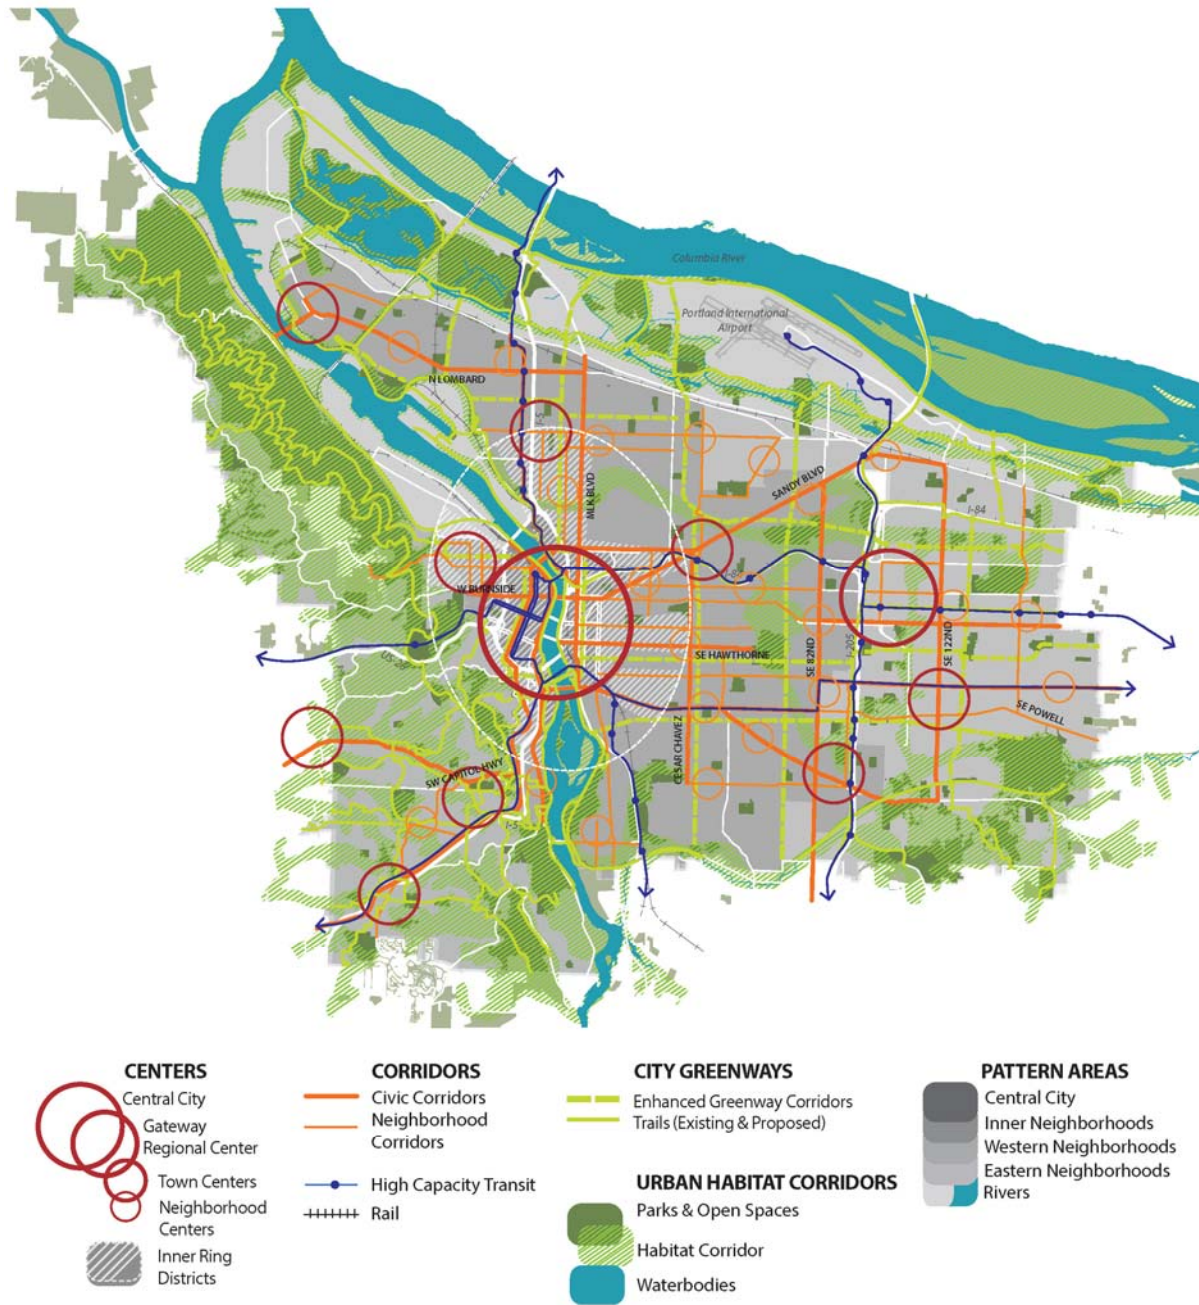 Columbia River
Portland International
Airport
N LOMBARD
I-5
MLK BLVD
SANDY BLVD
I-84
I-84
W BURNSIDE
US-26
SE HAWTHORNE
SE 82ND
I-205
SE 122ND
SE POWELL
CESAR CHAVEZ
SW CAPITOL HWY
I-5
CENTERS
Central City
Gateway
Regional Center
Town Centers
Neighborhood
Centers
Inner Ring
Districts
CORRIDORS
Civic Corridors
Neighborhood
Corridors
High Capacity Transit
Rail
CITY GREENWAYS
Enhanced Greenway Corridors
Trails (Existing & Proposed)
URBAN HABITAT CORRIDORS
Parks & Open Spaces
Habitat Corridor
Waterbodies
PATTERN AREAS
Central City
Inner Neighborhoods
Western Neighborhoods
Eastern Neighborhoods
Rivers